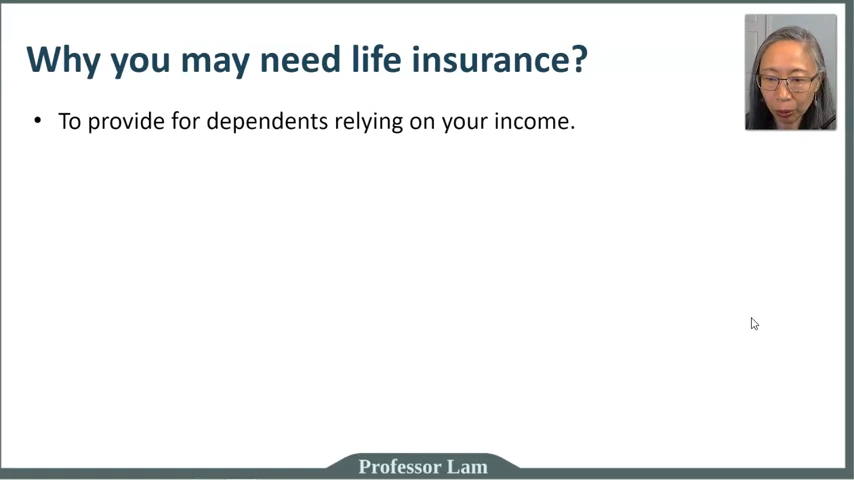 Why you may need life insurance?
• To provide for dependents relying on your income.
Professor Lam